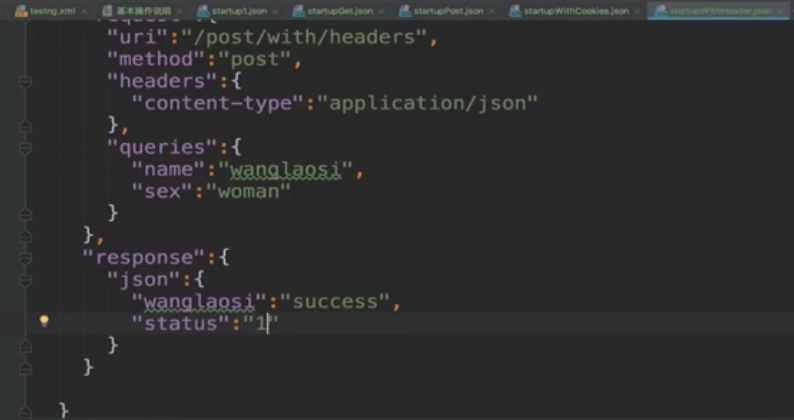 testng.xml 基本操作说明 startup1.json startupGet.json startupPost.json startupWithCookies.json startupWithHeader.json
"request":{
"uri":"/post/with/headers",
"method":"post",
"headers":{
"content-type":"application/json"
},
"queries":{
"name":"wanglaosi",
"sex":"woman"
}
},
"response":{
"json":{
"wanglaosi":"success",
"status":"1"
}
}
}